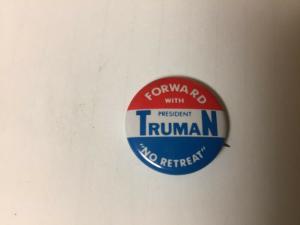 FORWARD
WITH
PRESIDENT
TRUMAN
"NO RETREAT"